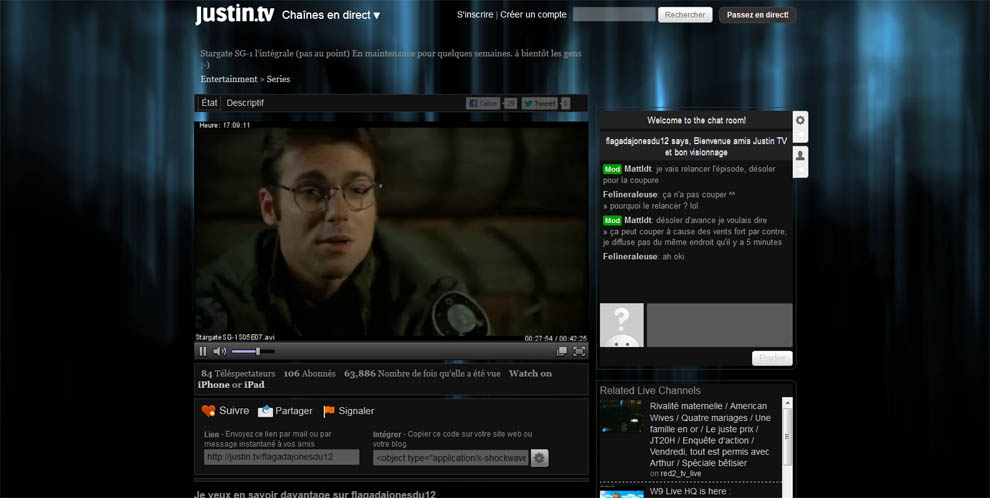 justin.tv Chaînes en direct ▾ S'inscrire | Créer un compte Rechercher Passez en direct!
Stargate SG-1 l'intégrale (pas au point) En maintenance pour quelques semaines. à bientôt les gens
;-)
Entertainment » Series
État Descriptif J'aime 29 Tweet 0
Heure: 17:09:11
StargateSG-1S05E07.avi 00:27:54 / 00:42:25
84 Téléspectateurs 106 Abonnés 63,886 Nombre de fois qu'elle a été vue Watch on
iPhone or iPad
Suivre Partager Signaler
Lien - Envoyez ce lien par mail ou par
message instantané à vos amis
http://justin.tv/flagadajonesdu12
Intégrer - Copier ce code sur votre site web ou
votre blog
<object type="application/x-shockwave
Je veux en savoir davantage sur flagadajonesdu12
Welcome to the chat room!
flagadajonesdu12 says, Bienvenue amis Justin TV
et bon visionnage
Mod Mattldt: je vais relancer l'épisode, désoler
pour la coupure
Felineraleuse: ça n'a pas couper ^^
» pourquoi le relancer ? lol
Mod Mattldt: désoler d'avance je voulais dire
» ça peut couper à cause des vents fort par contre,
je diffuse pas du même endroit qu'il y a 5 minutes
Felineraleuse: ah oki
Parler
Related Live Channels
Rivalité maternelle / American
Wives / Quatre mariages / Une
famille en or / Le juste prix /
JT20H / Enquête d'action /
Vendredi, tout est permis avec
Arthur / Spéciale bêtisier
on red2_tv_live
W9 Live HQ is here :